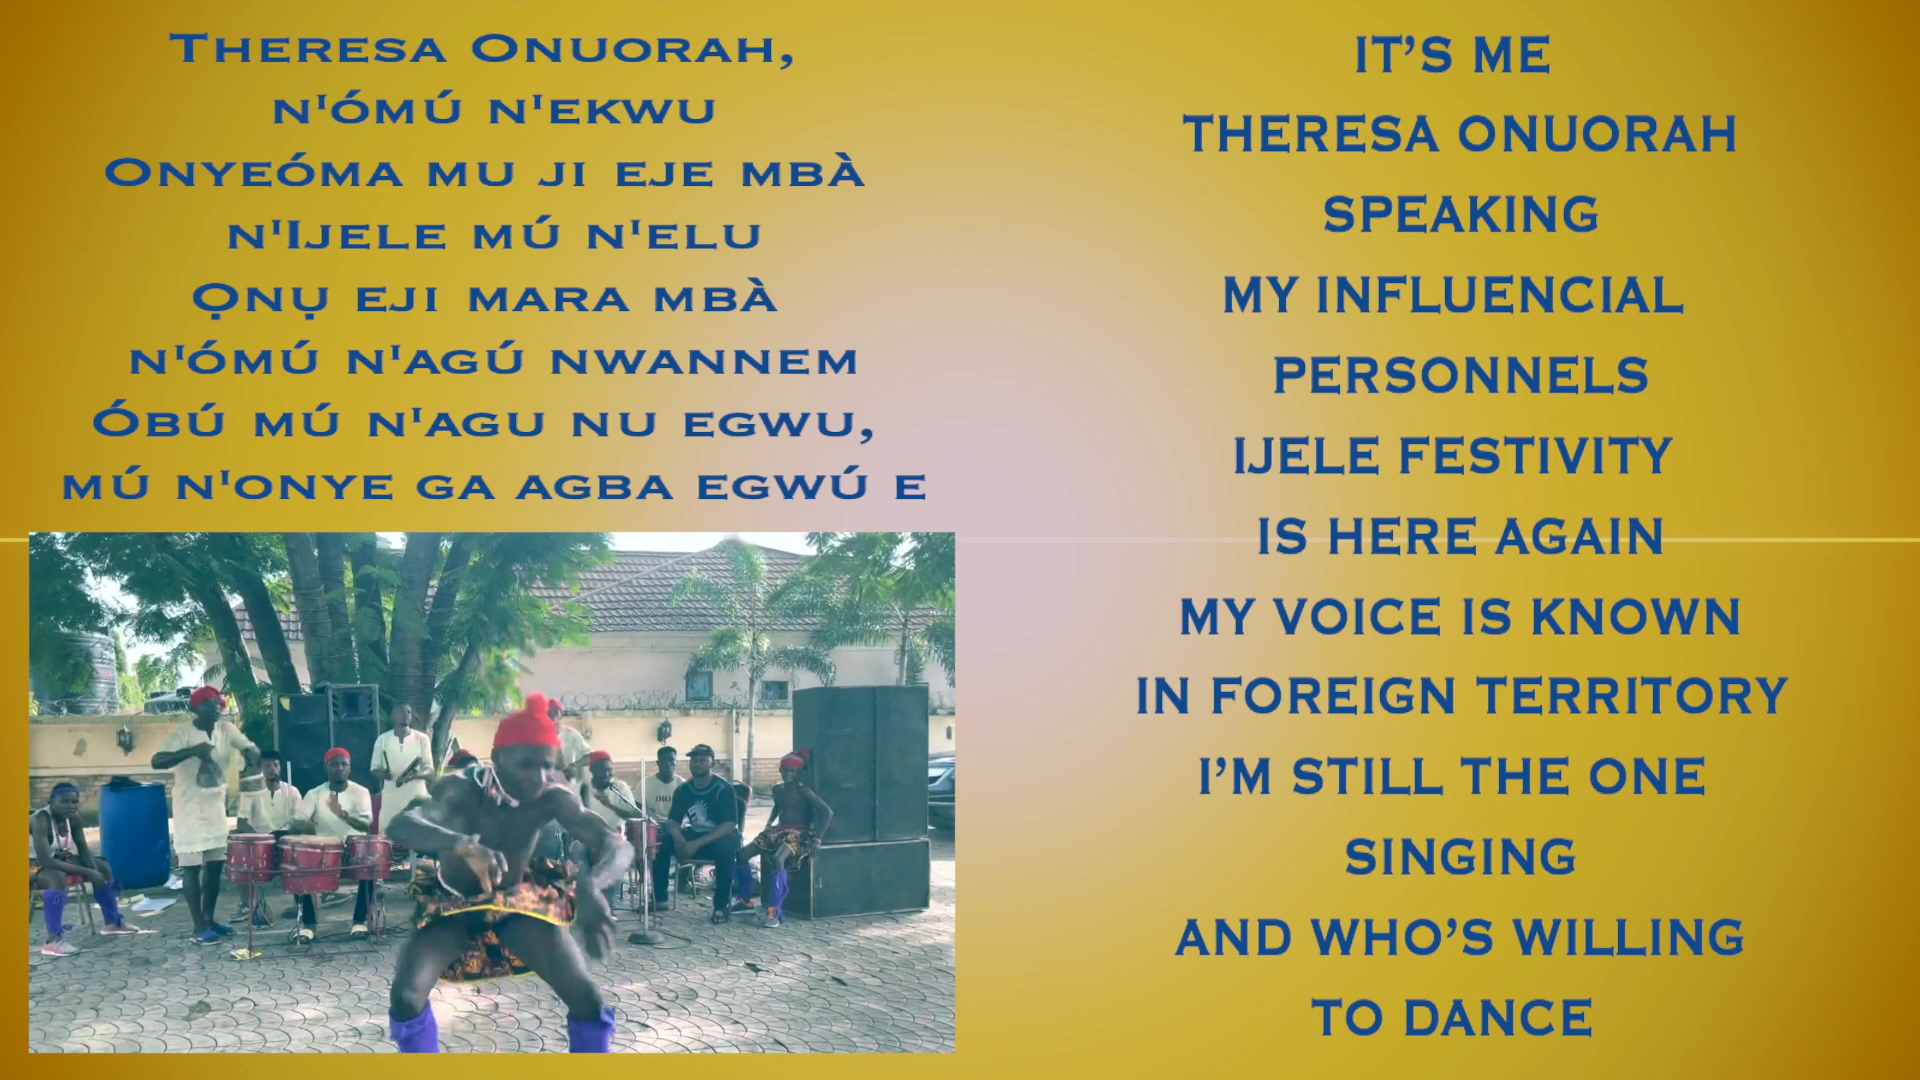 THERESA ONUORAH,
N'ÓMÚ N'EKWU
ONYEÓMA MU JI EJE MBÀ
N'IJELE MÚ N'ELU
ỌNỤ EJI MARA MBÀ
N'ÓMÚ N'AGÚ NWANNEM
ÓBÚ MÚ N'AGU NU EGWU,
MÚ N'ONYE GA AGBA EGWÚ E
IT’S ME
THERESA ONUORAH
SPEAKING
MY INFLUENCIAL
PERSONNELS
IJELE FESTIVITY
IS HERE AGAIN
MY VOICE IS KNOWN
IN FOREIGN TERRITORY
I’M STILL THE ONE
SINGING
AND WHO’S WILLING
TO DANCE